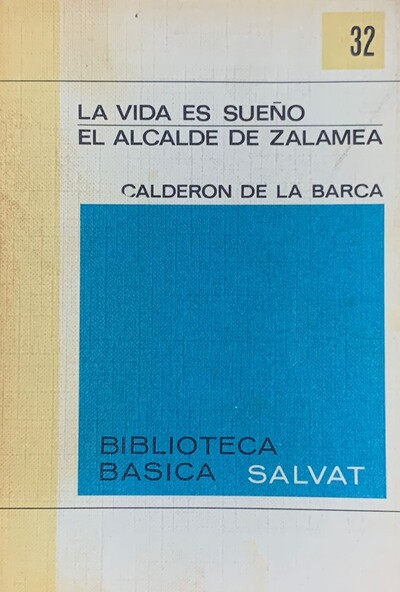 32
LA VIDA ES SUEÑO
EL ALCALDE DE ZALAMEA
CALDERON DE LA BARCA
BIBLIOTECA
BASICA SALVAT